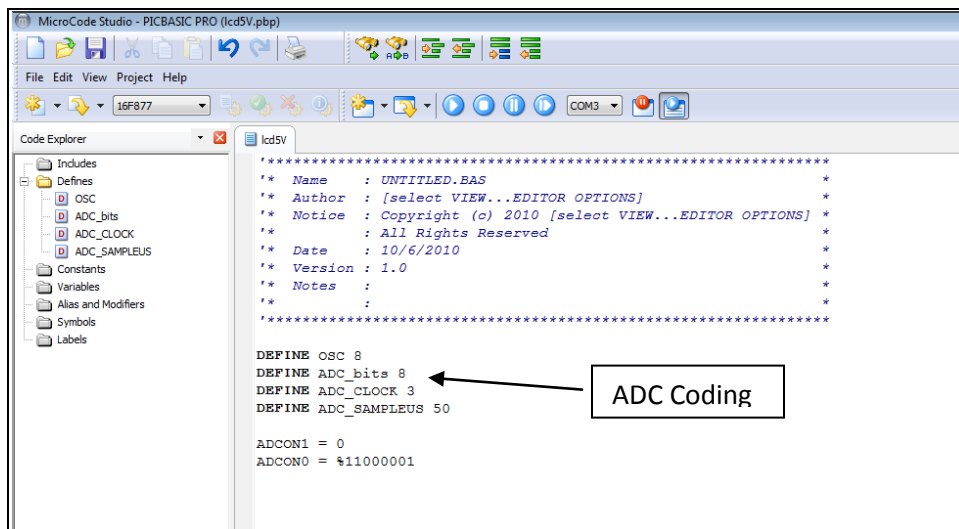 MicroCode Studio - PICBASIC PRO (lcd5V.pbp)
A B
File Edit View Project Help
16F877
COM3
Code Explorer
lcd5V
Includes
Defines
OSC
ADC_bits
ADC_CLOCK
ADC_SAMPLEUS
Constants
Variables
Alias and Modifiers
Symbols
Labels
'****************************************************************
'* Name : UNTITLED.BAS *
'* Author : [select VIEW...EDITOR OPTIONS] *
'* Notice : Copyright (c) 2010 [select VIEW...EDITOR OPTIONS] *
'* : All Rights Reserved *
'* Date : 10/6/2010 *
'* Version : 1.0 *
'* Notes : *
'* : *
'****************************************************************
DEFINE OSC 8
DEFINE ADC_bits 8
DEFINE ADC_CLOCK 3
DEFINE ADC_SAMPLEUS 50
ADCON1 = 0
ADCON0 = %11000001
ADC Coding